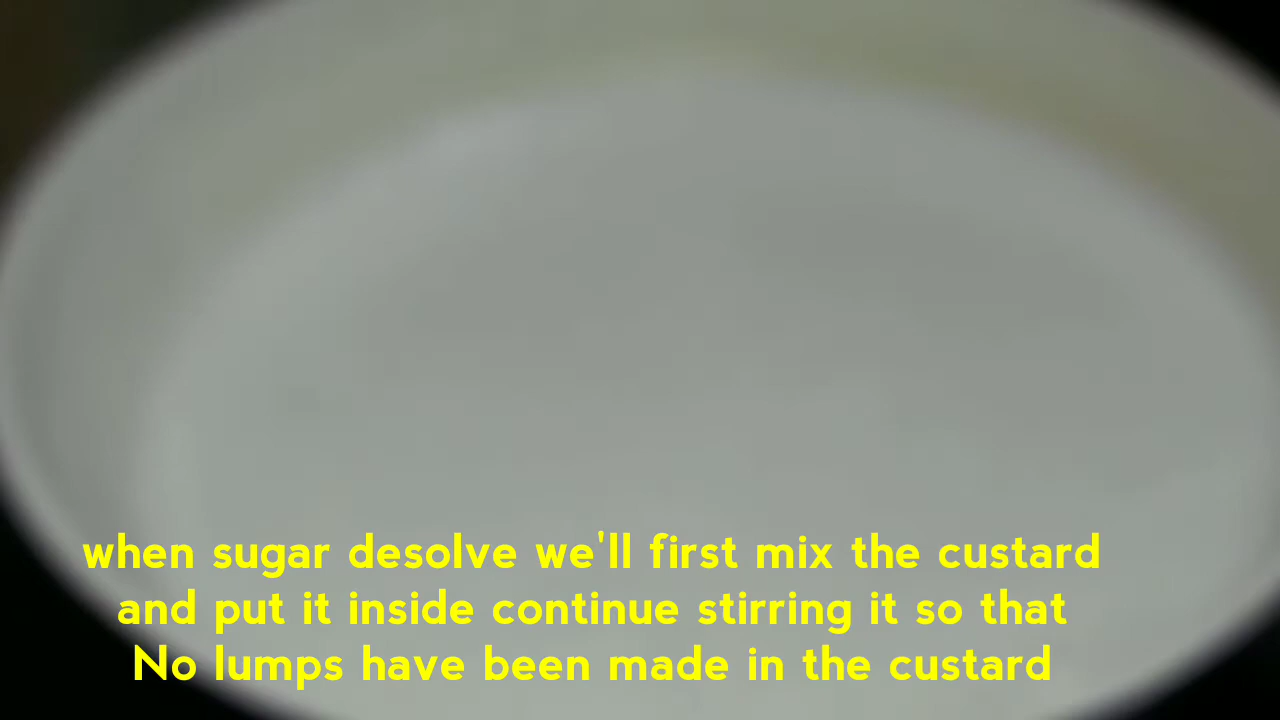 when sugar desolve we'll first mix the custard
and put it inside continue stirring it so that
No lumps have been made in the custard